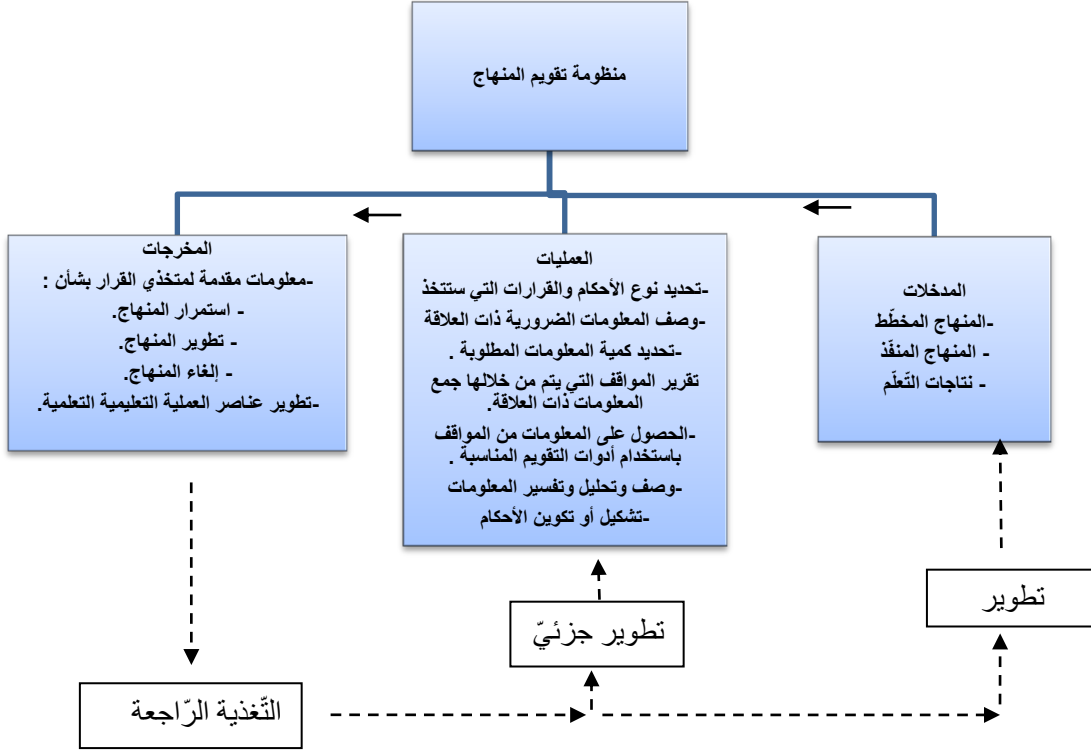 منظومة تقويم المنهاج
المدخلات
-المنهاج المخطّط
- المنهاج المنفّذ
- نتاجات التّعلّم
العمليات
-تحديد نوع الأحكام والقرارات التي ستتخذ
-وصف المعلومات الضرورية ذات العلاقة
-تحديد كمية المعلومات المطلوبة .
تقرير المواقف التي يتم من خلالها جمع
المعلومات ذات العلاقة.
-الحصول على المعلومات من المواقف
باستخدام أدوات التقويم المناسبة .
-وصف وتحليل وتفسير المعلومات
-تشكيل أو تكوين الأحكام
المخرجات
-معلومات مقدمة لمتخذي القرار بشأن :
- استمرار المنهاج.
- تطوير المنهاج.
- إلغاء المنهاج.
-تطوير عناصر العملية التعليمية التعلمية.
تطوير
تطوير جزئيّ
التّغذية الرّاجعة